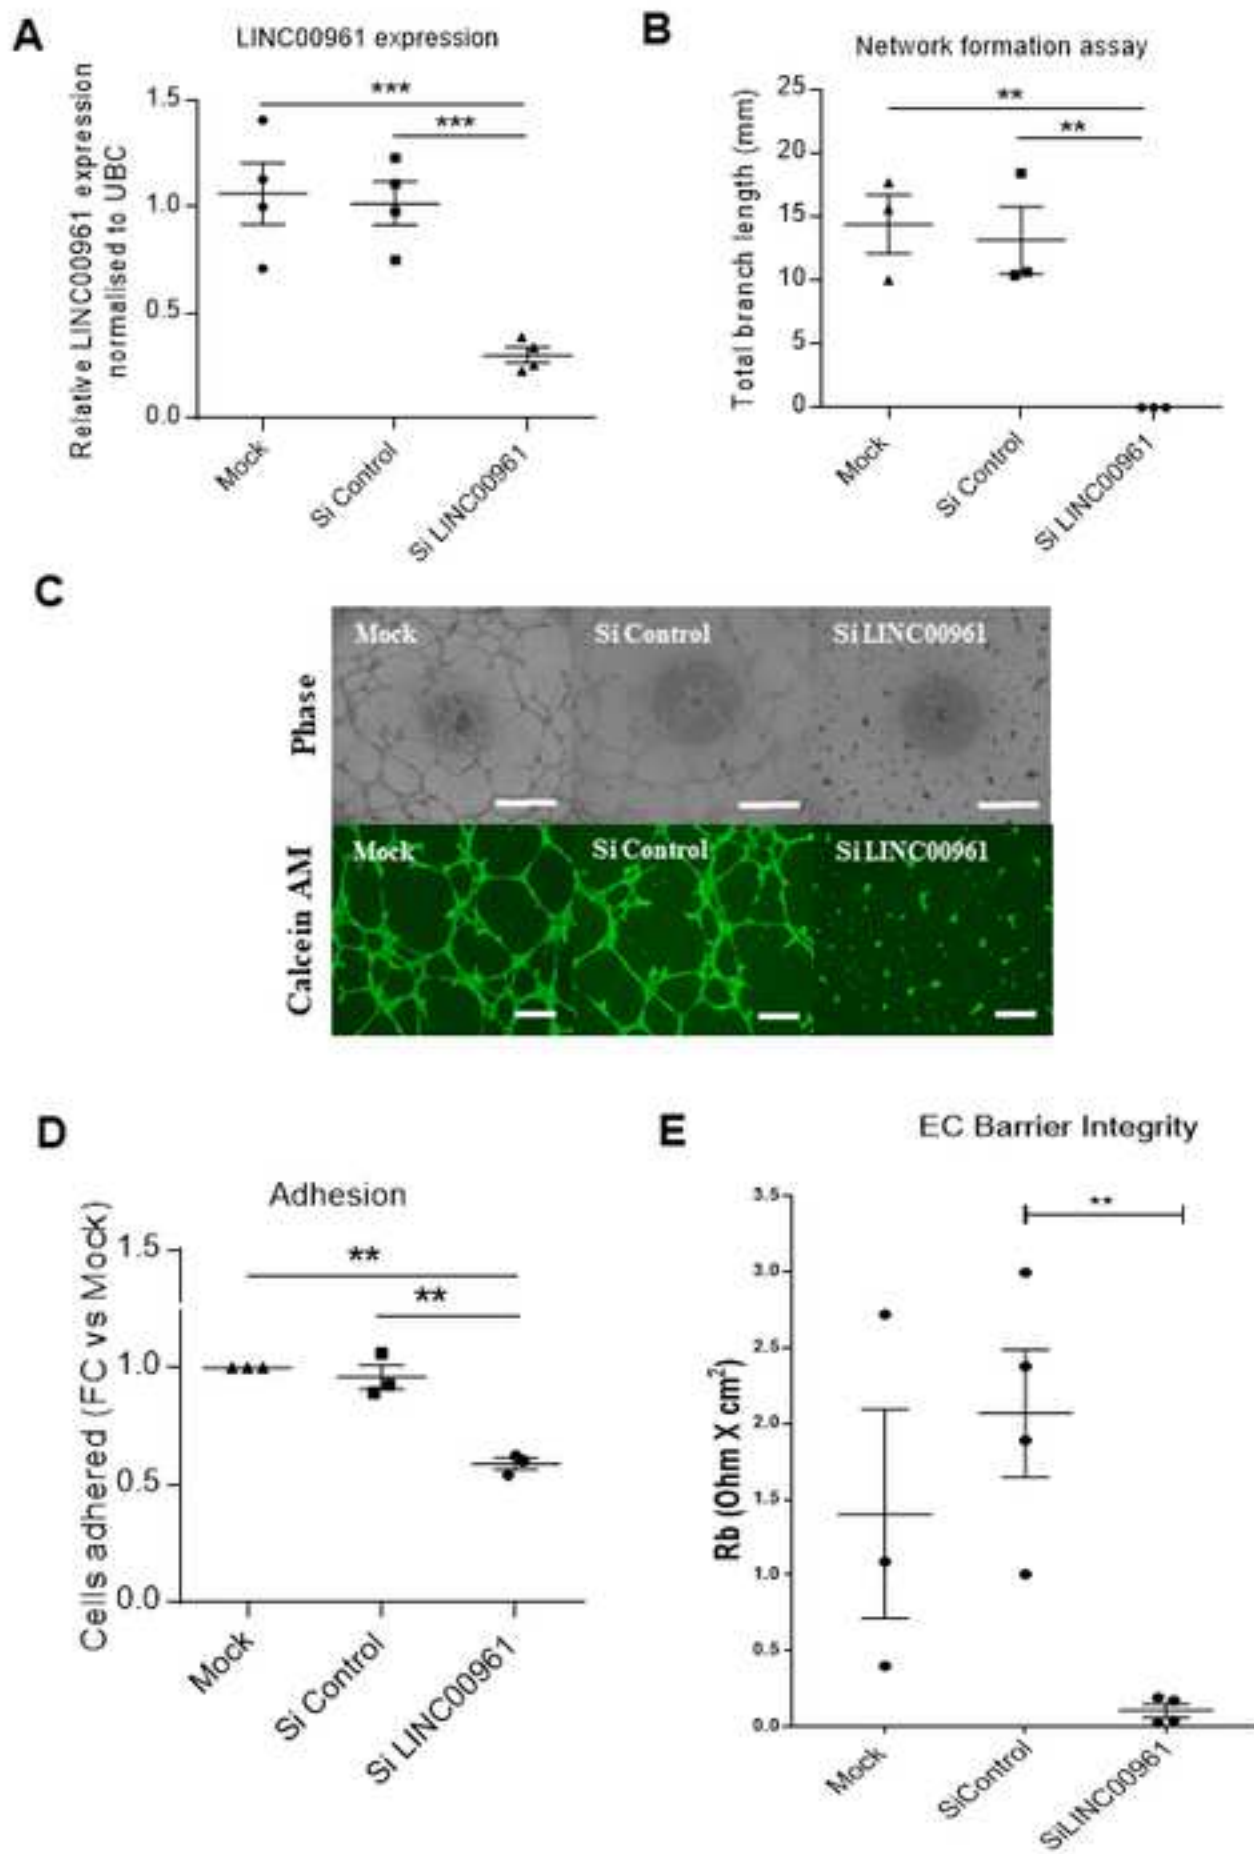 A
LINC00961 expression
Relative LINC00961 expression
normalised to UBC
1.5
1.0
0.5
0.0
***
***
Mock
Si Control
Si LINC00961
B
Network formation assay
Total branch length (mm)
25
20
15
10
5
0
**
**
Mock
Si Control
Si LINC00961
C
Phase
Mock
Si Control
Si LINC00961
Calcein AM
Mock
Si Control
Si LINC00961
D
Adhesion
Cells adhered (FC vs Mock)
1.5
1.0
0.5
0.0
**
**
Mock
Si Control
Si LINC00961
E
EC Barrier Integrity
Rb (Ohm X cm²)
3.5
3.0
2.5
2.0
1.5
1.0
0.5
0.0
**
Mock
SiControl
SiLINC00961